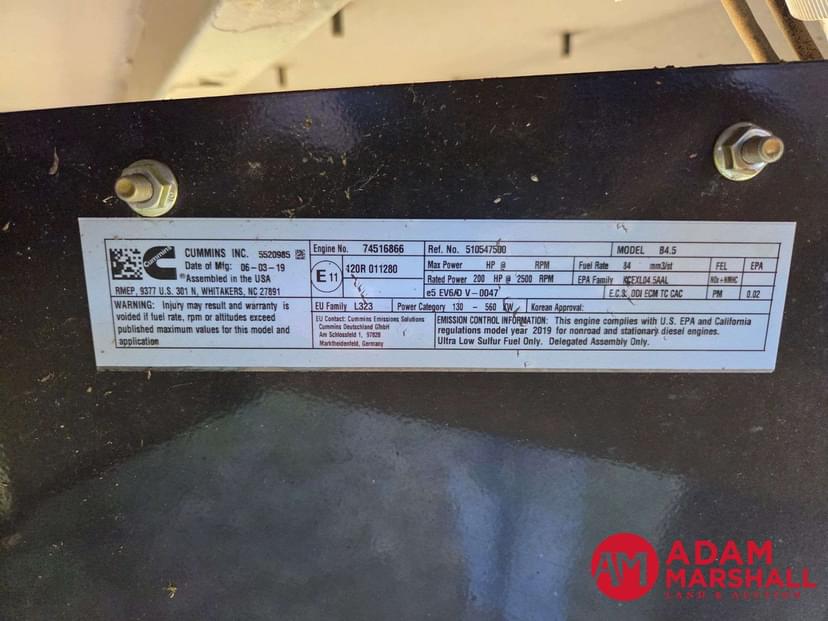 Cummins
CUMMINS INC. 5520985
Date of Mfg: 06-03-19
®Assembled in the USA
RMEP, 9377 U.S. 301 N, WHITAKERS, NC 27891
WARNING: Injury may result and warranty is
voided if fuel rate, rpm or altitudes exceed
published maximum values for this model and
application
Engine No. 74516866
E 11
120R 011280
EU Family L323
Power Category 130 - 560 KW
EU Contact: Cummins Emissions Solutions
Cummins Deutschland GMbH
Am Schlossfeld 1, 97828
Marktheidenfeld, Germany
Ref. No. 510547500
MODEL B4.5
Max Power HP @ RPM
Fuel Rate 84 mm3/st
FEL
EPA
Rated Power 200 HP @ 2500 RPM
EPA Family KCEXL04.5AAL
NOx + NMHC
e5 EV6/D V - 0047
E.C.S. DDI ECM TC CAC
PM
0.02
Korean Approval:
EMISSION CONTROL INFORMATION: This engine complies with U.S. EPA and California
regulations model year 2019 for nonroad and stationary diesel engines.
Ultra Low Sulfur Fuel Only. Delegated Assembly Only.
AM
ADAM
MARSHALL
LAND & AUCTION